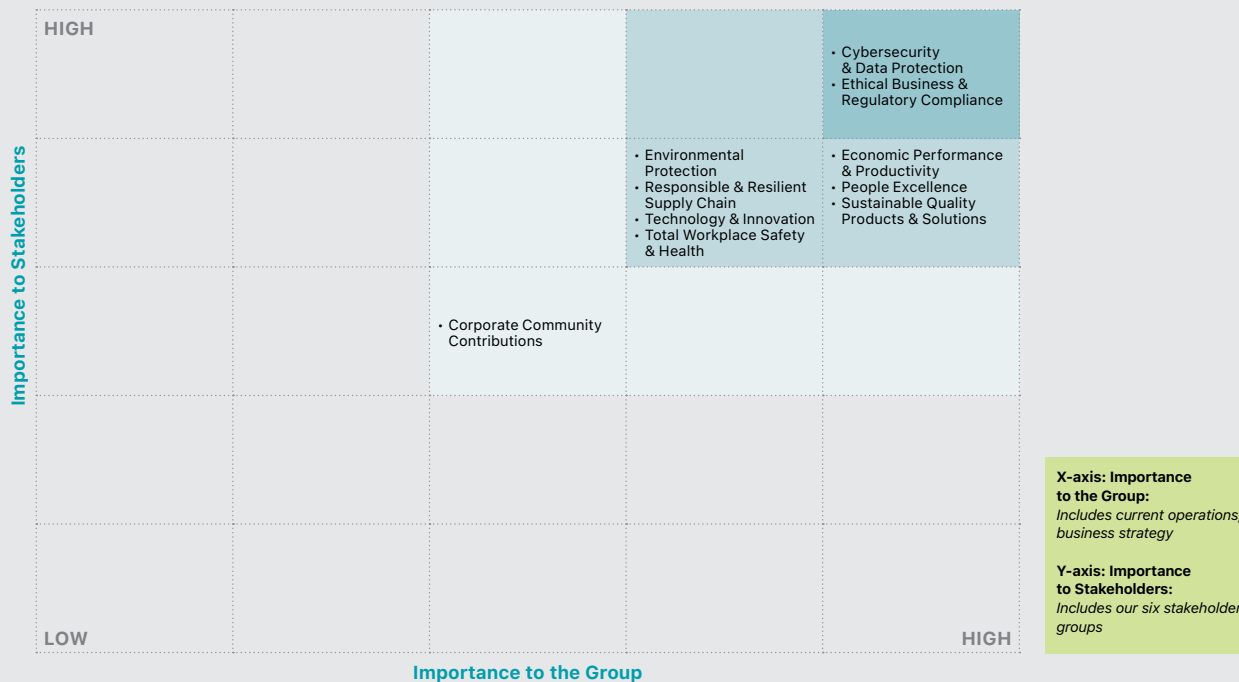 HIGH
• Cybersecurity
& Data Protection
• Ethical Business &
Regulatory Compliance
• Environmental
Protection
• Responsible & Resilient
Supply Chain
• Technology & Innovation
• Total Workplace Safety
& Health
• Economic Performance
& Productivity
• People Excellence
• Sustainable Quality
Products & Solutions
Importance to Stakeholders
• Corporate Community
Contributions
LOW
HIGH
Importance to the Group
X-axis: Importance
to the Group:
Includes current operations,
business strategy
Y-axis: Importance
to Stakeholders:
Includes our six stakeholder
groups